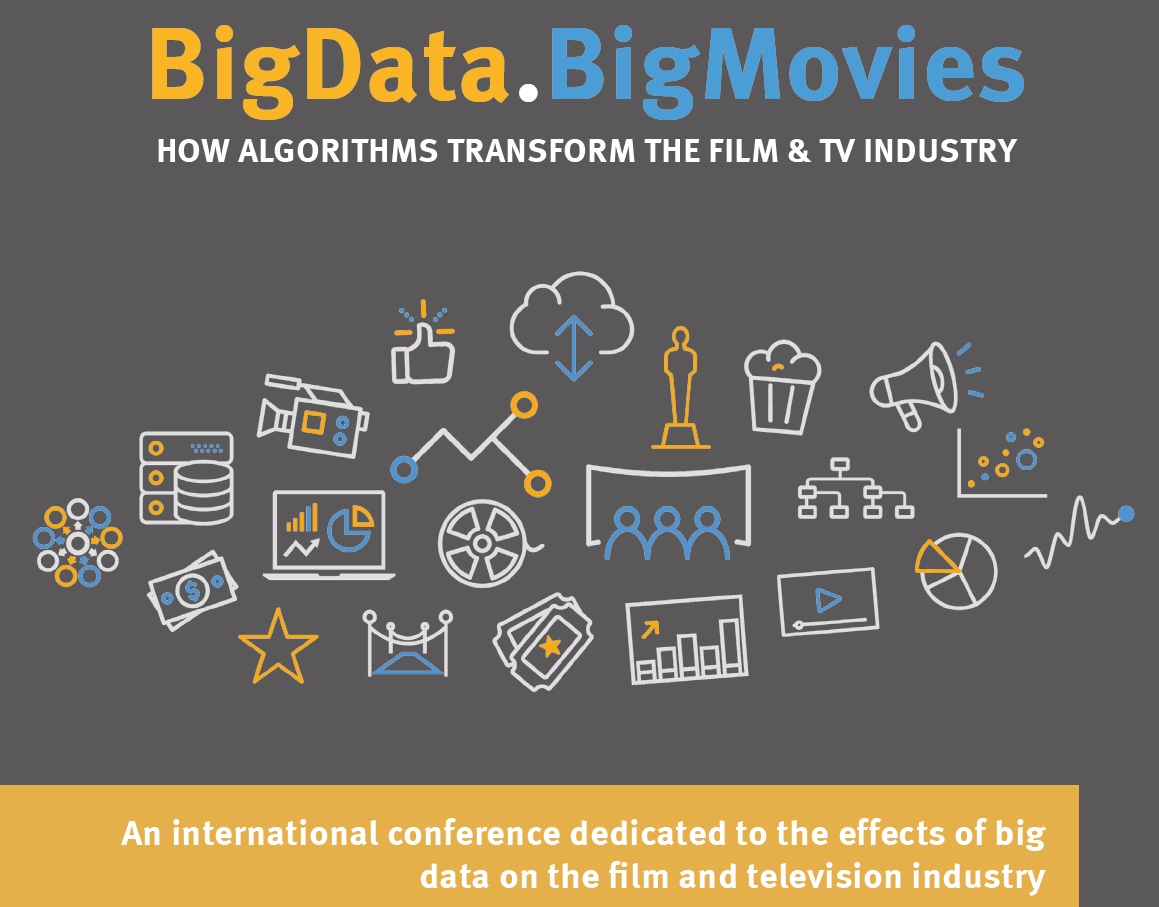 BigData.BigMovies
HOW ALGORITHMS TRANSFORM THE FILM & TV INDUSTRY
$
An international conference dedicated to the effects of big
data on the film and television industry